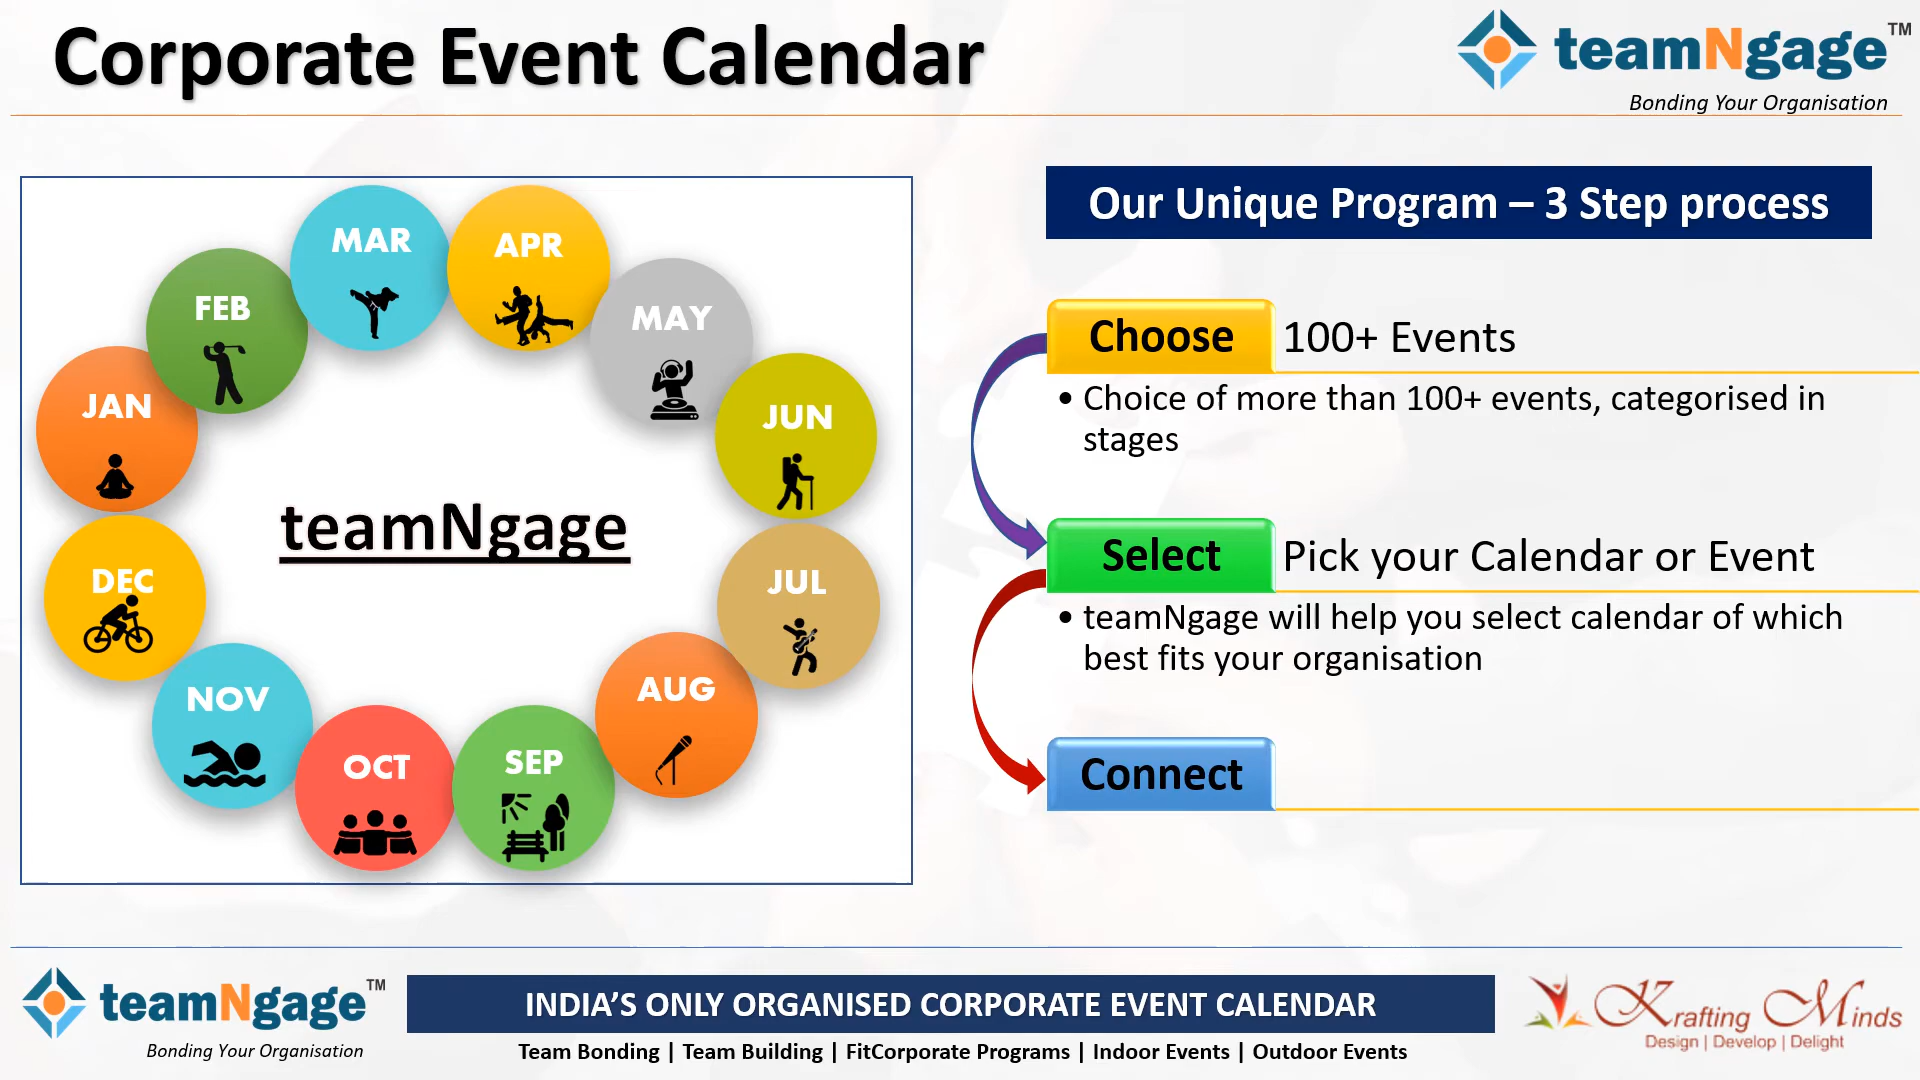 Corporate Event Calendar
teamNgage™
Bonding Your Organisation
JAN
FEB
MAR
APR
MAY
JUN
JUL
AUG
SEP
OCT
NOV
DEC
teamNgage
Our Unique Program – 3 Step process
Choose 100+ Events
• Choice of more than 100+ events, categorised in
stages
Select Pick your Calendar or Event
• teamNgage will help you select calendar of which
best fits your organisation
Connect
teamNgage™
Bonding Your Organisation
INDIA’S ONLY ORGANISED CORPORATE EVENT CALENDAR
Team Bonding | Team Building | FitCorporate Programs | Indoor Events | Outdoor Events
Krafting Minds
Design | Develop | Delight